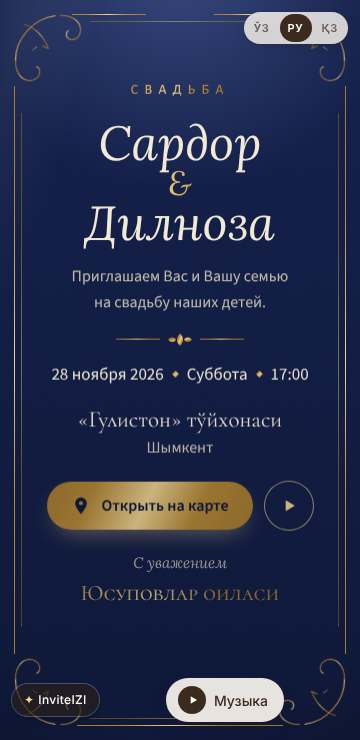 ЎЗ РУ ҚЗ
СВАДЬБА
Сардор
&
Дилноза
Приглашаем Вас и Вашу семью
на свадьбу наших детей.
28 ноября 2026 ◆ Суббота ◆ 17:00
«Гулистон» тўйхонаси
Шымкент
Открыть на карте
С уважением
Юсуповлар оиласи
✦ InviteIZI
Музыка